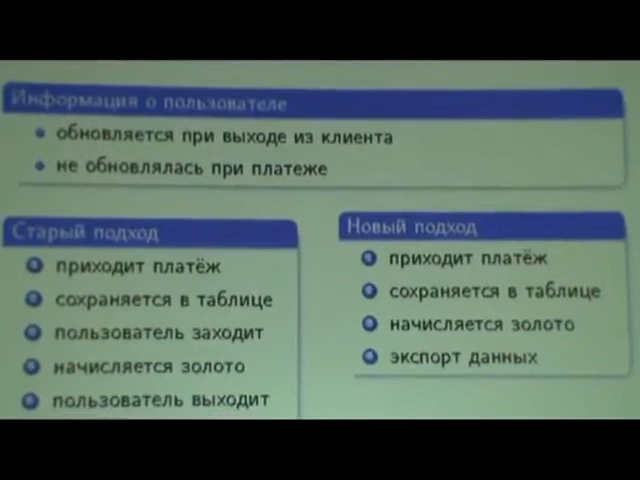 Информация о пользователе
обновляется при выходе из клиента
не обновлялась при платеже
Старый подход
приходит платёж
сохраняется в таблице
пользователь заходит
начисляется золото
пользователь выходит
Новый подход
приходит платёж
сохраняется в таблице
начисляется золото
экспорт данных